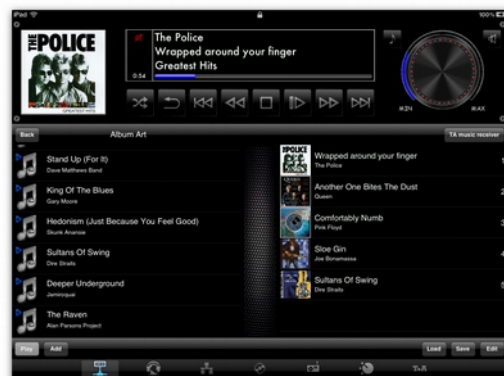 iPad
100%
THE
POLICE
GREATEST HITS
The Police
Wrapped around your finger
Greatest Hits
0:54
MIN
MAX
Back
Album Art
TA music receiver
Stand Up (For It)
Dave Matthews Band
King Of The Blues
Gary Moore
Hedonism (Just Because You Feel Good)
Skunk Anansie
Sultans Of Swing
Dire Straits
Deeper Underground
Jamiroquai
The Raven
Alan Parsons Project
Wrapped around your finger
The Police
Another One Bites The Dust
Queen
2
Comfortably Numb
Pink Floyd
3
Sloe Gin
Joe Bonamassa
4
Sultans Of Swing
Dire Straits
5
Play
Add
Load
Save
Edit
T+A